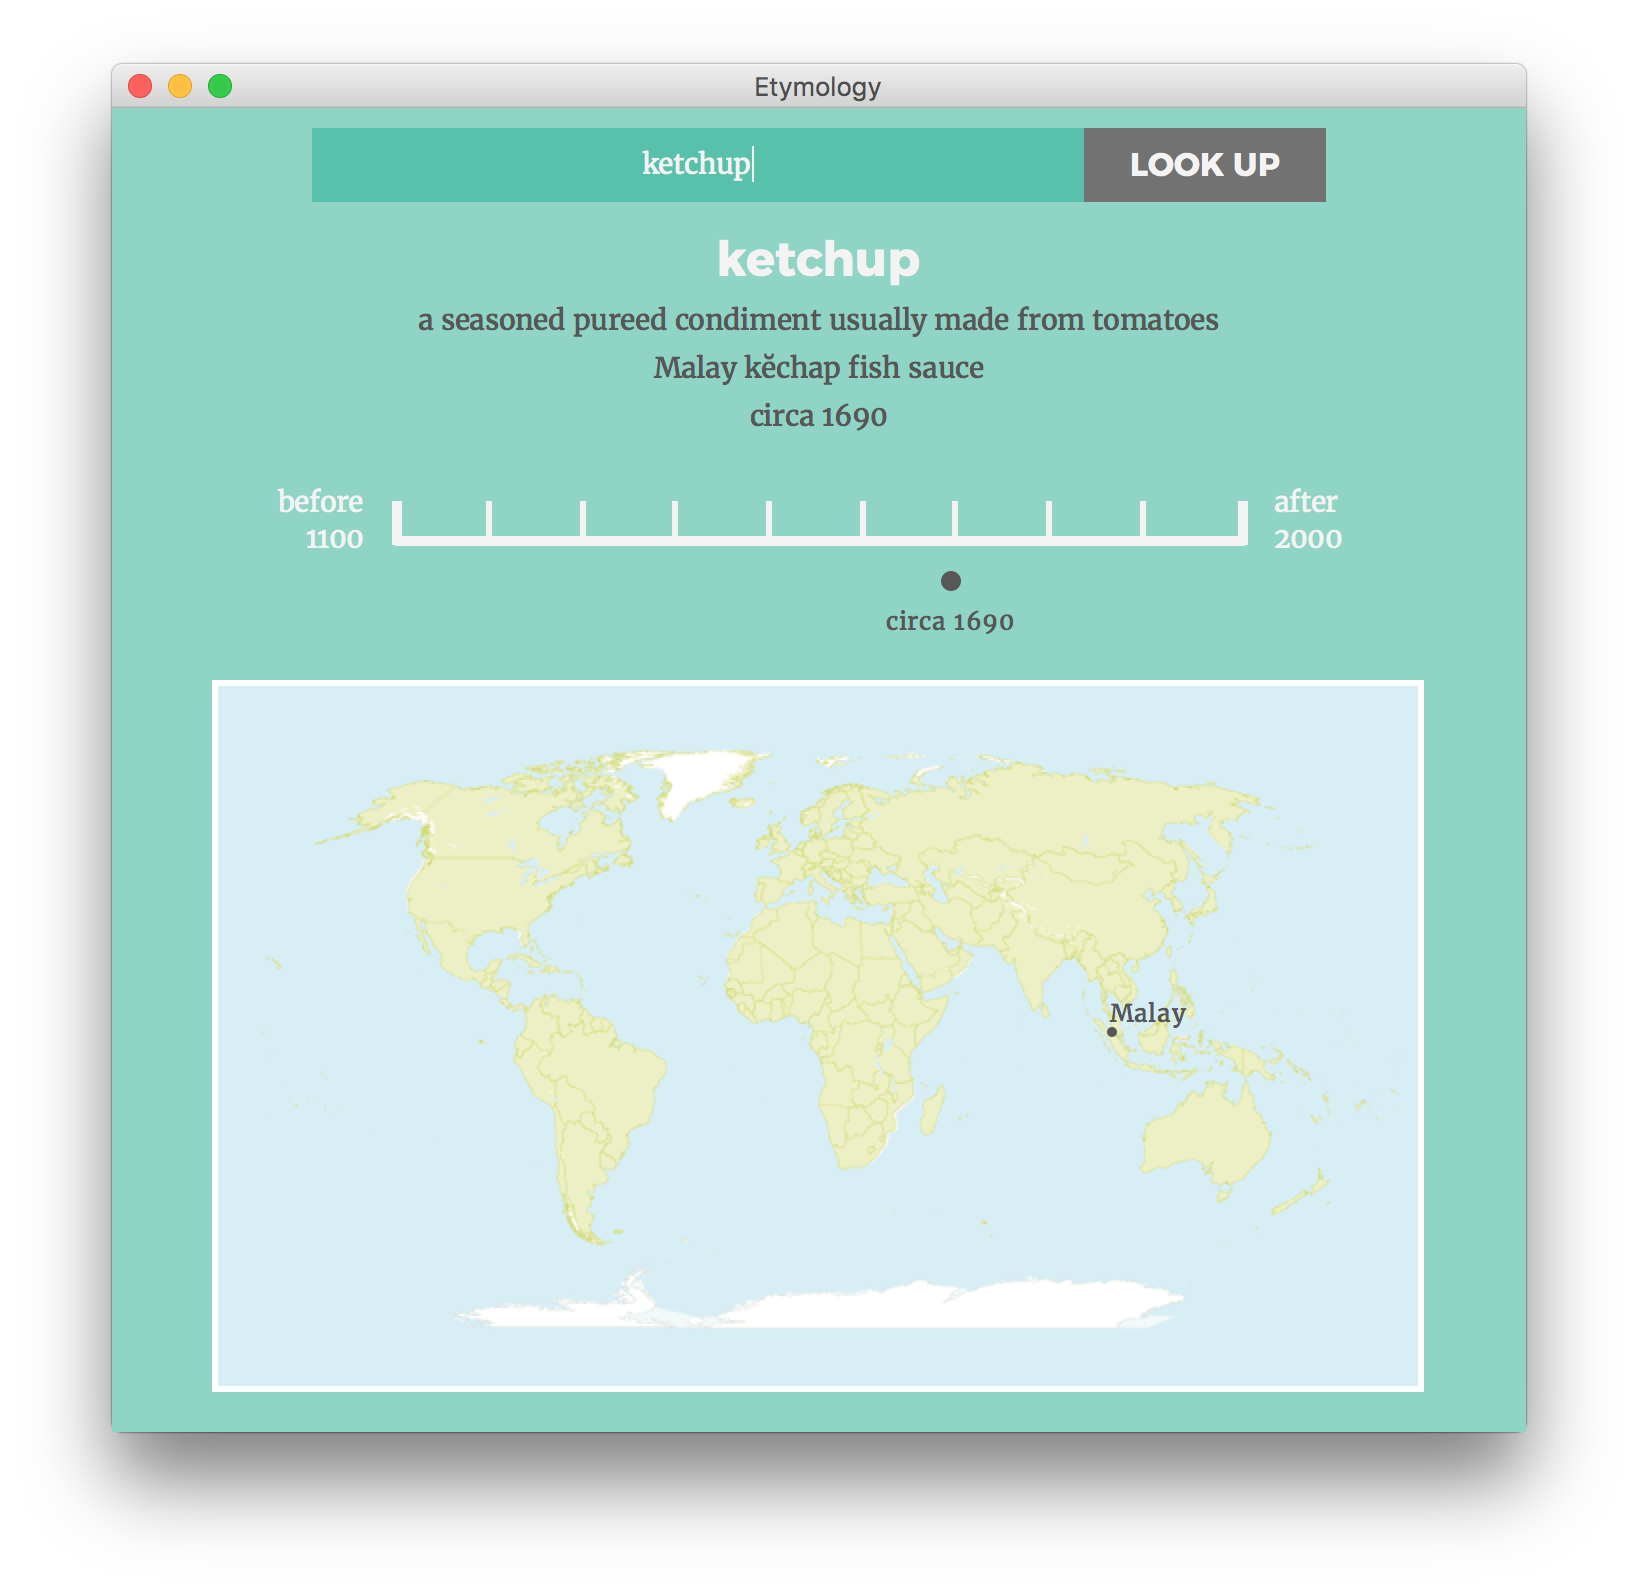 Etymology
ketchup
LOOK UP
ketchup
a seasoned pureed condiment usually made from tomatoes
Malay kĕchap fish sauce
circa 1690
before
1100
after
2000
circa 1690
Malay